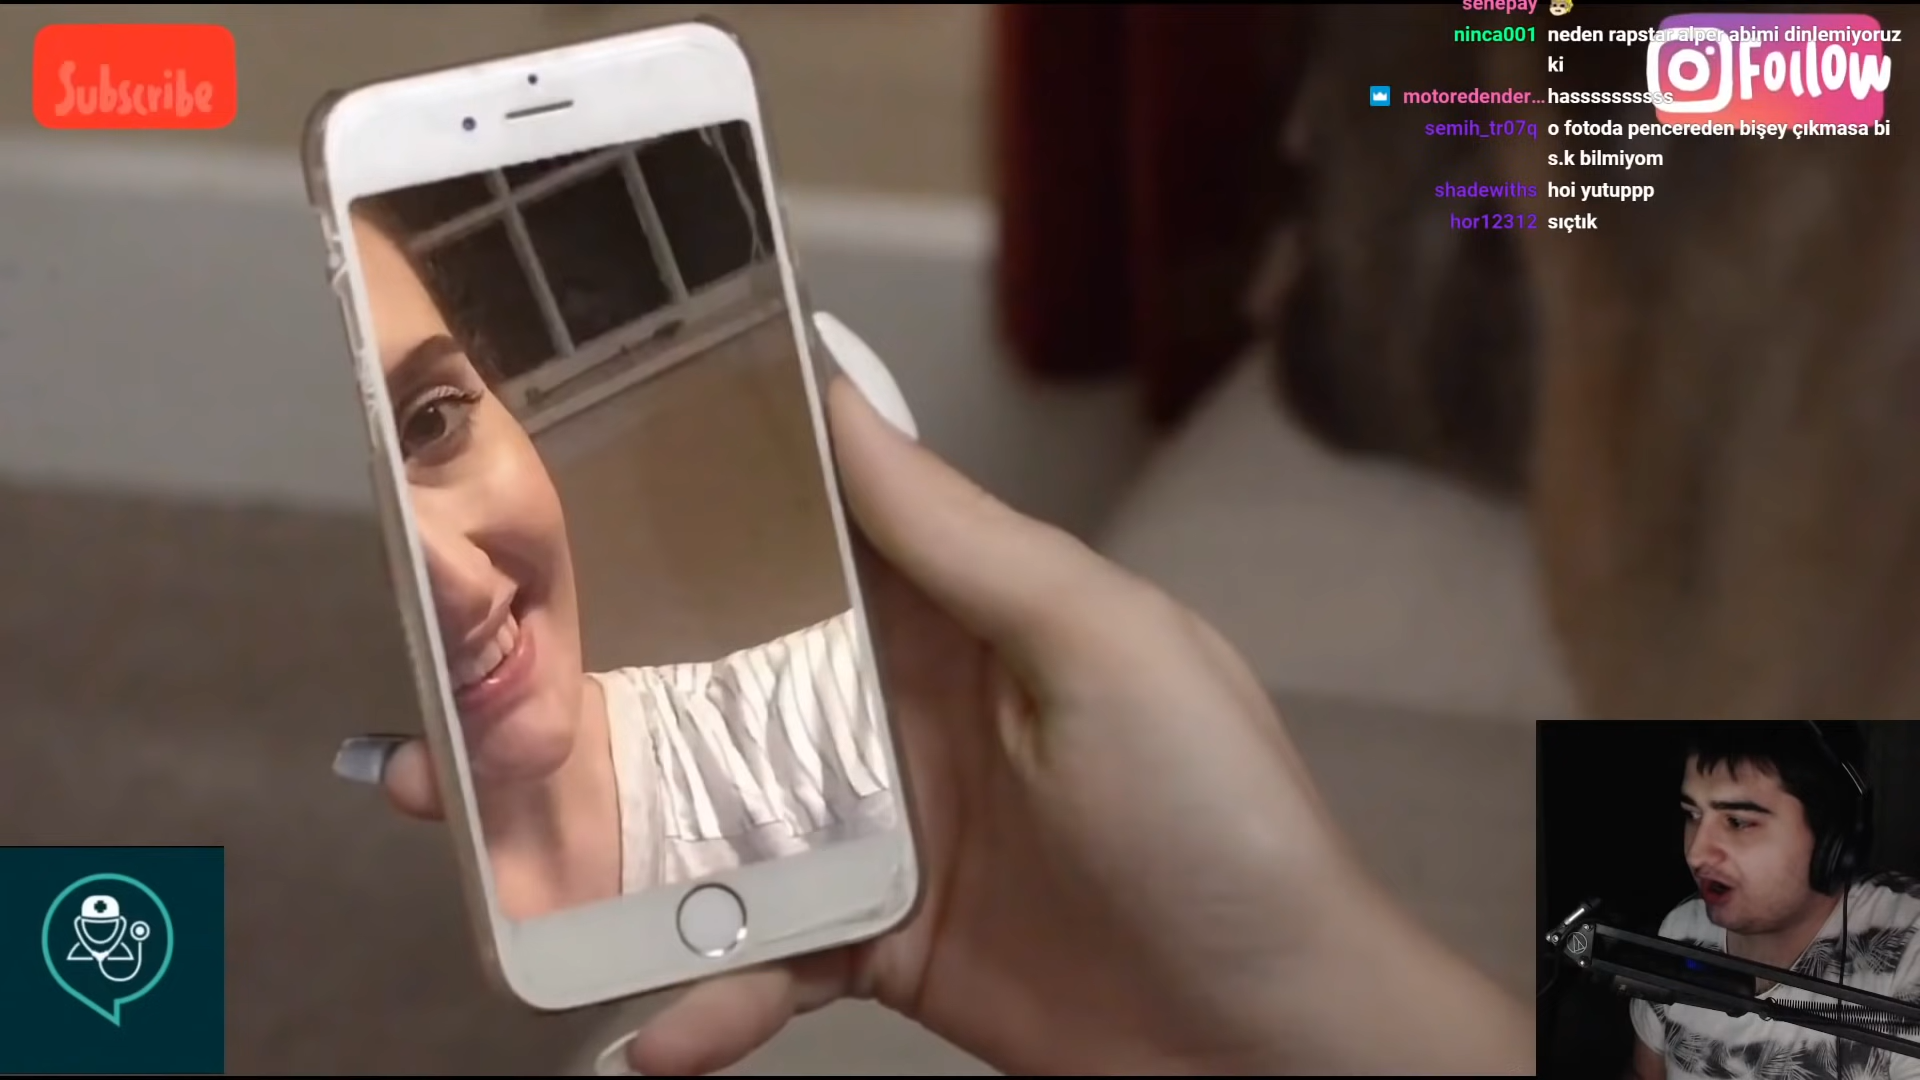 Subscribe
senepay
ninca001 neden rapstar alper abimi dinlemiyoruz
ki
motoredender... hasssssssssss
semih_tr07q o fotoda pencereden bişey çıkmasa bi
s.k bilmiyom
shadewiths hoi yutuppp
hor12312 sıçtık
Follow